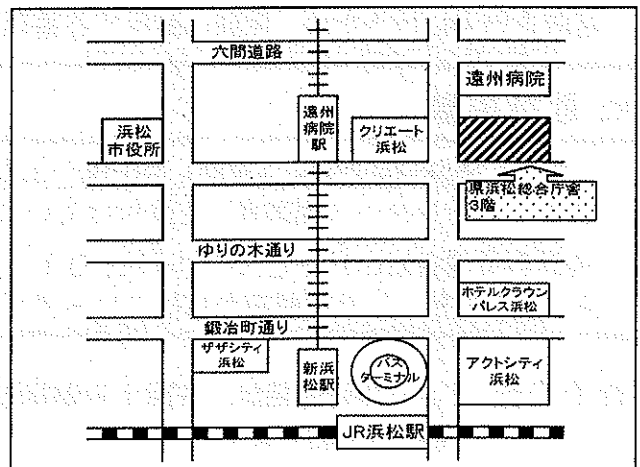 六間道路
遠州病院
遠州
病院
駅
クリエート
浜松
浜松
市役所
県浜松総合庁舎
3階
ゆりの木通り
ホテルクラウン
パレス浜松
鍛冶町通り
ザザシティ
浜松
新浜
松駅
バス
ターミナル
アクトシティ
浜松
JR浜松駅